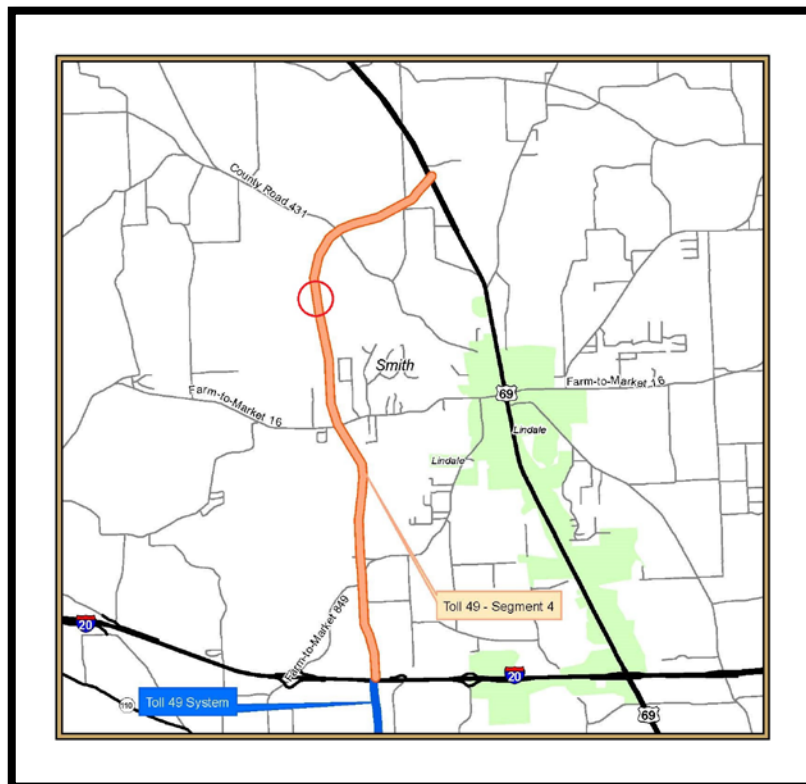 County Road 431
Smith
Farm-to-Market 16
Farm-to-Market 16
69
Lindale
Lindale
Toll 49 - Segment 4
Farm-to-Market 849
20
20
110
Toll 49 System
69